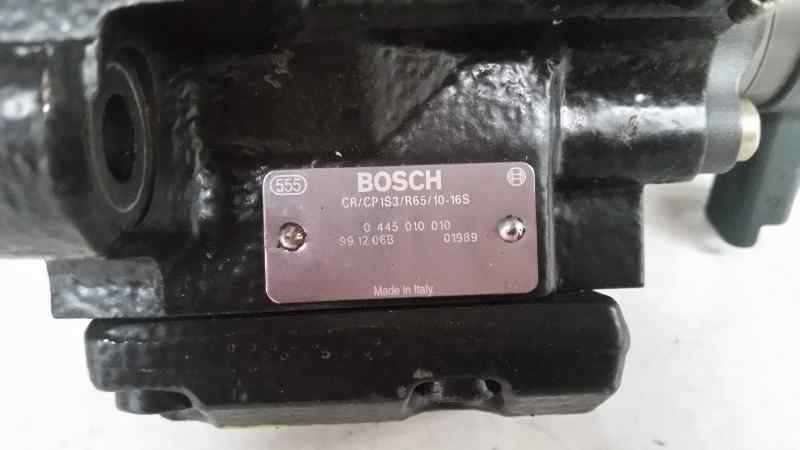 555 BOSCH
CR/CP1S3/R65/10-16S
0 445 010 010
99.12.06B 01989
Made in Italy